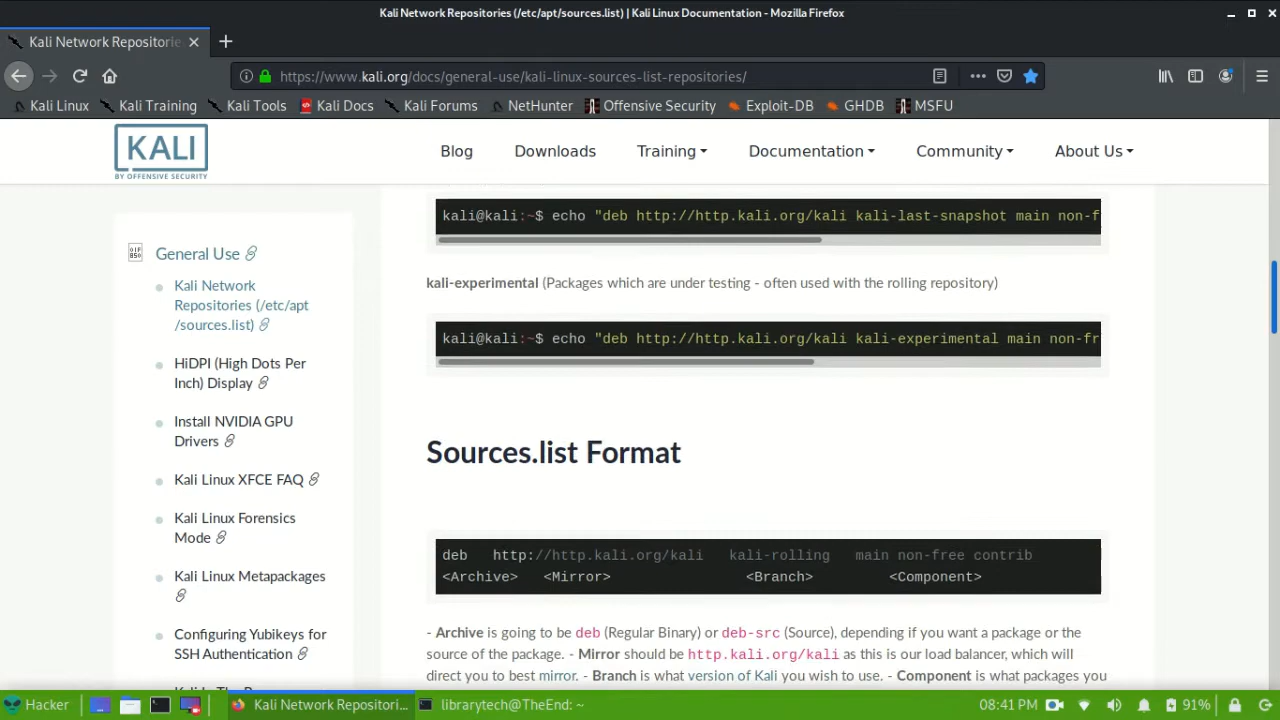 Kali Network Repositories (/etc/apt/sources.list) | Kali Linux Documentation - Mozilla Firefox
Kali Network Repositorie
https://www.kali.org/docs/general-use/kali-linux-sources-list-repositories/
Kali Linux Kali Training Kali Tools Kali Docs Kali Forums NetHunter Offensive Security Exploit-DB GHDB MSFU
KALI
BY OFFENSIVE SECURITY
Blog Downloads Training Documentation Community About Us
General Use
Kali Network
Repositories (/etc/apt
/sources.list)
HiDPI (High Dots Per
Inch) Display
Install NVIDIA GPU
Drivers
Kali Linux XFCE FAQ
Kali Linux Forensics
Mode
Kali Linux Metapackages
Configuring Yubikeys for
SSH Authentication
kali@kali:~$ echo "deb http://http.kali.org/kali kali-last-snapshot main non-f
kali-experimental (Packages which are under testing - often used with the rolling repository)
kali@kali:~$ echo "deb http://http.kali.org/kali kali-experimental main non-fr
Sources.list Format
deb http://http.kali.org/kali kali-rolling main non-free contrib
<Archive> <Mirror> <Branch> <Component>
- Archive is going to be deb (Regular Binary) or deb-src (Source), depending if you want a package or the
source of the package. - Mirror should be http.kali.org/kali as this is our load balancer, which will
direct you to best mirror. - Branch is what version of Kali you wish to use. - Component is what packages you
Hacker Kali Network Repositori... librarytech@TheEnd: ~ 08:41 PM 91%